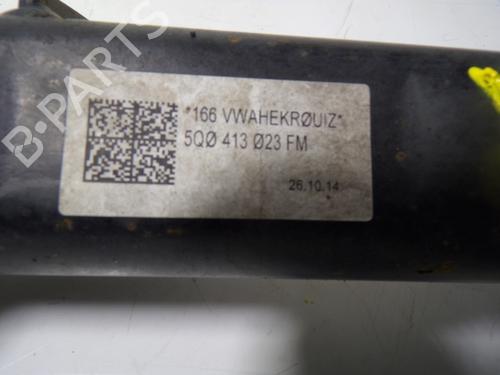 *166 VWAHEKRØUIZ*
5QØ 413 Ø23 FM
26.10.14
*
B-PARTS